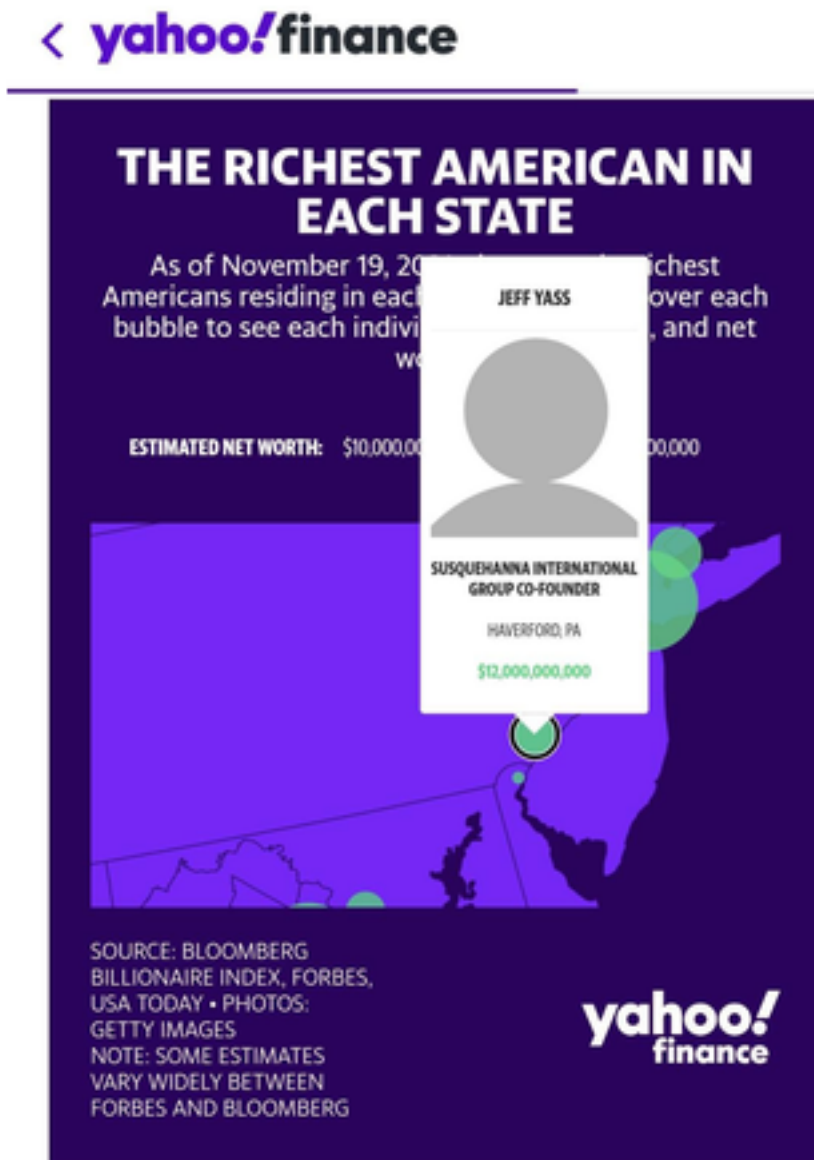 yahoo!finance
THE RICHEST AMERICAN IN
EACH STATE
As of November 19, 20 ichest
Americans residing in eac over each
bubble to see each indivi , and net
wo
ESTIMATED NET WORTH: $10,000,00 00,000
JEFF YASS
SUSQUEHANNA INTERNATIONAL
GROUP CO-FOUNDER
HAVERFORD, PA
$12,000,000,000
SOURCE: BLOOMBERG
BILLIONAIRE INDEX, FORBES,
USA TODAY • PHOTOS:
GETTY IMAGES
NOTE: SOME ESTIMATES
VARY WIDELY BETWEEN
FORBES AND BLOOMBERG
yahoo!
finance